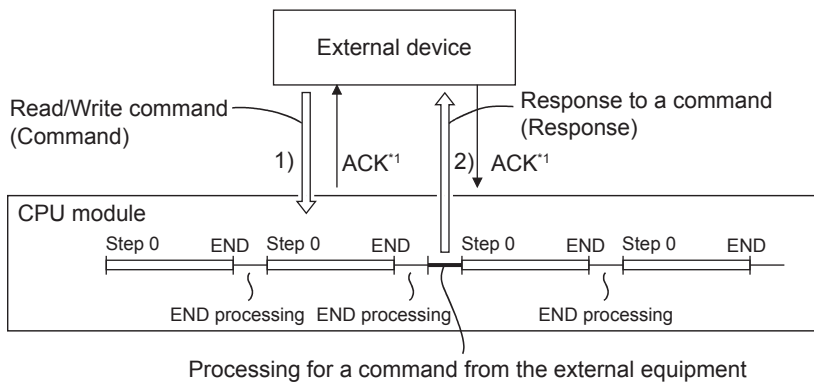 External device
Read/Write command
(Command)
Response to a command
(Response)
1)
ACK*1
2)
ACK*1
CPU module
Step 0 END Step 0 END Step 0 END Step 0 END
END processing END processing END processing
Processing for a command from the external equipment